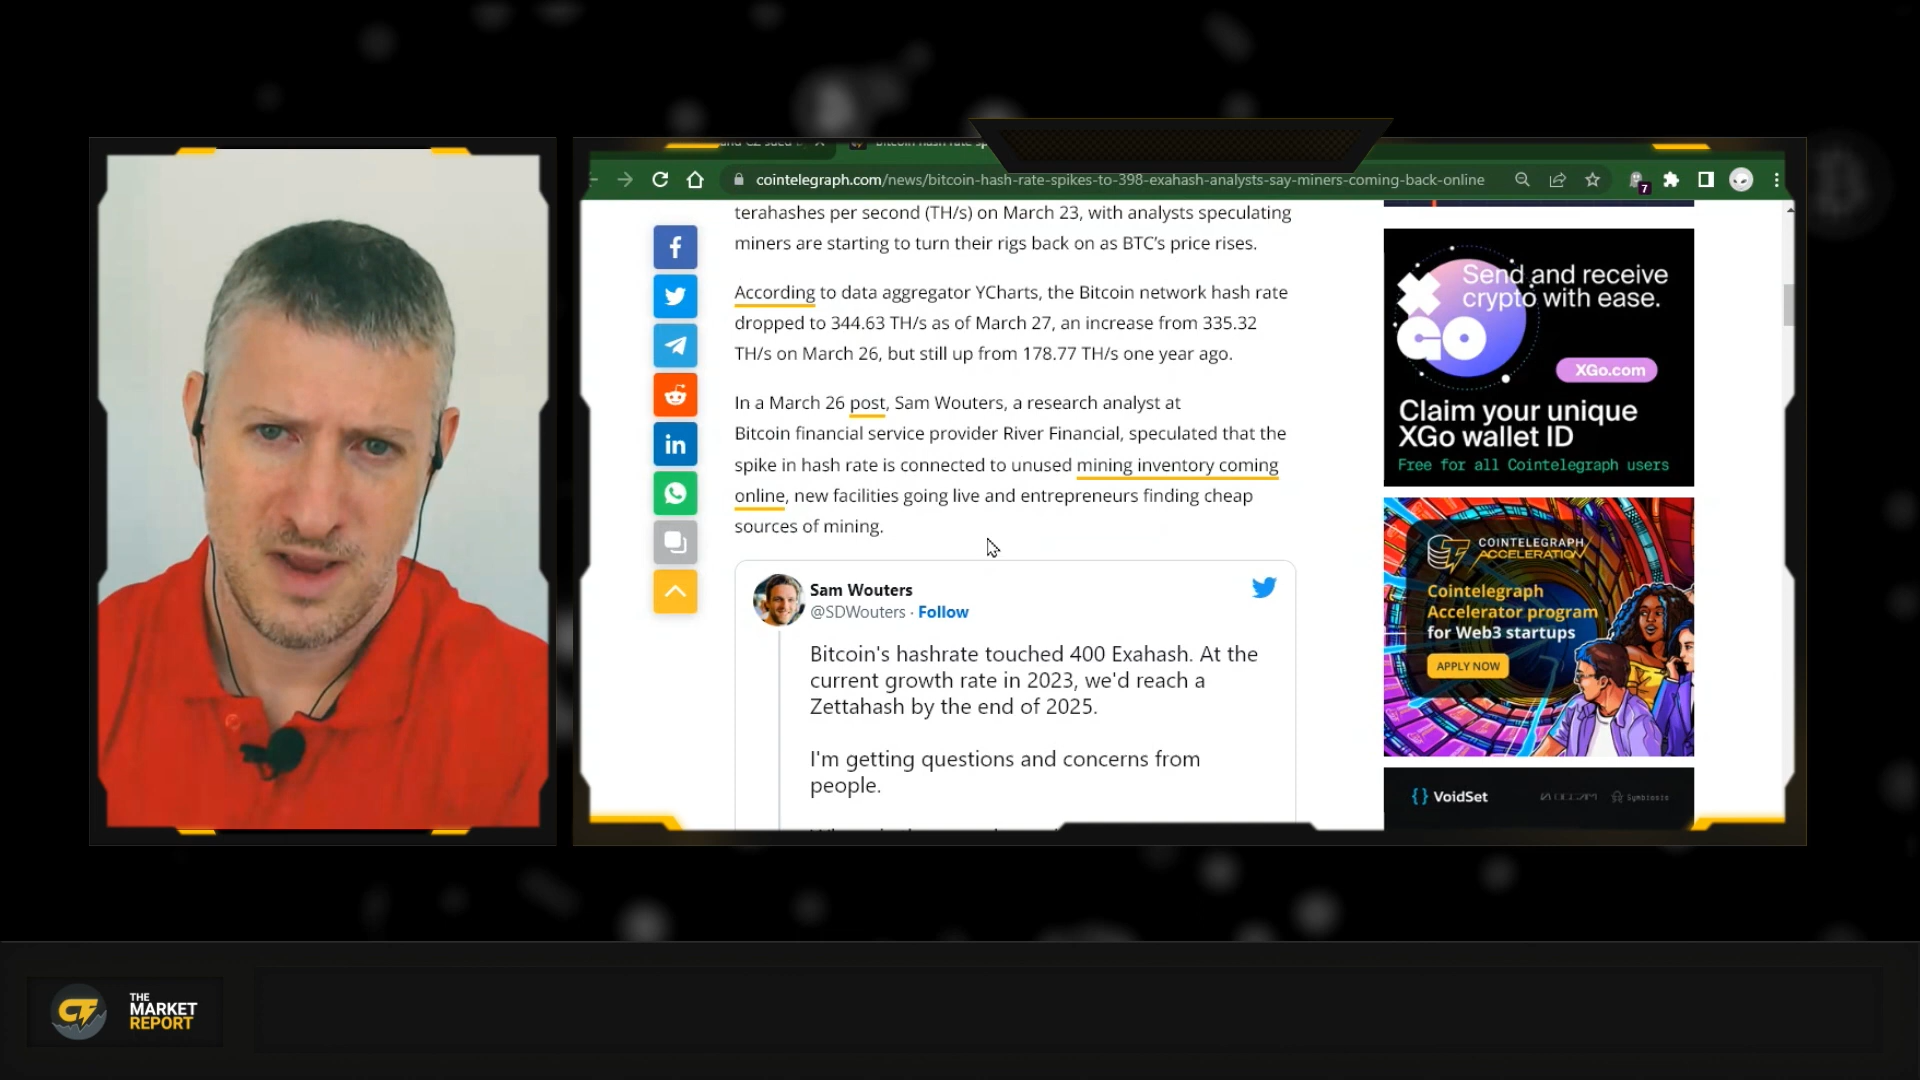 Bitcoin hash rate sp
cointelegraph.com/news/bitcoin-hash-rate-spikes-to-398-exahash-analysts-say-miners-coming-back-online
7
terahashes per second (TH/s) on March 23, with analysts speculating
miners are starting to turn their rigs back on as BTC's price rises.
According to data aggregator YCharts, the Bitcoin network hash rate
dropped to 344.63 TH/s as of March 27, an increase from 335.32
TH/s on March 26, but still up from 178.77 TH/s one year ago.
In a March 26 post, Sam Wouters, a research analyst at
Bitcoin financial service provider River Financial, speculated that the
spike in hash rate is connected to unused mining inventory coming
online, new facilities going live and entrepreneurs finding cheap
sources of mining.
Sam Wouters
@SDWouters · Follow
Bitcoin's hashrate touched 400 Exahash. At the
current growth rate in 2023, we'd reach a
Zettahash by the end of 2025.
I'm getting questions and concerns from
people.
Send and receive
crypto with ease.
XGO
XGo.com
Claim your unique
XGo wallet ID
Free for all Cointelegraph users
COINTELEGRAPH
ACCELERATION
Cointelegraph
Accelerator program
for Web3 startups
APPLY NOW
{} VoidSet
Symbiosis
THE
MARKET
REPORT